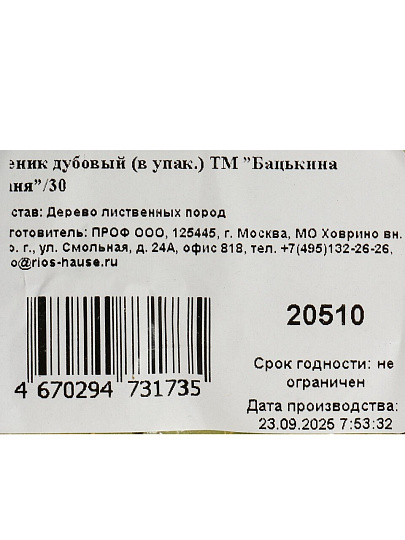 еник дубовый (в упак.) ТМ "Бацькина
ня"/30
став: Дерево лиственных пород
готовитель: ПРОФ ООО, 125445, г. Москва, МО Ховрино вн.
р. г., ул. Смольная, д. 24А, офис 818, тел. +7(495)132-26-26,
o@rios-hause.ru
20510
Срок годности: не
ограничен
4 670294 731735
Дата производства:
23.09.2025 7:53:32